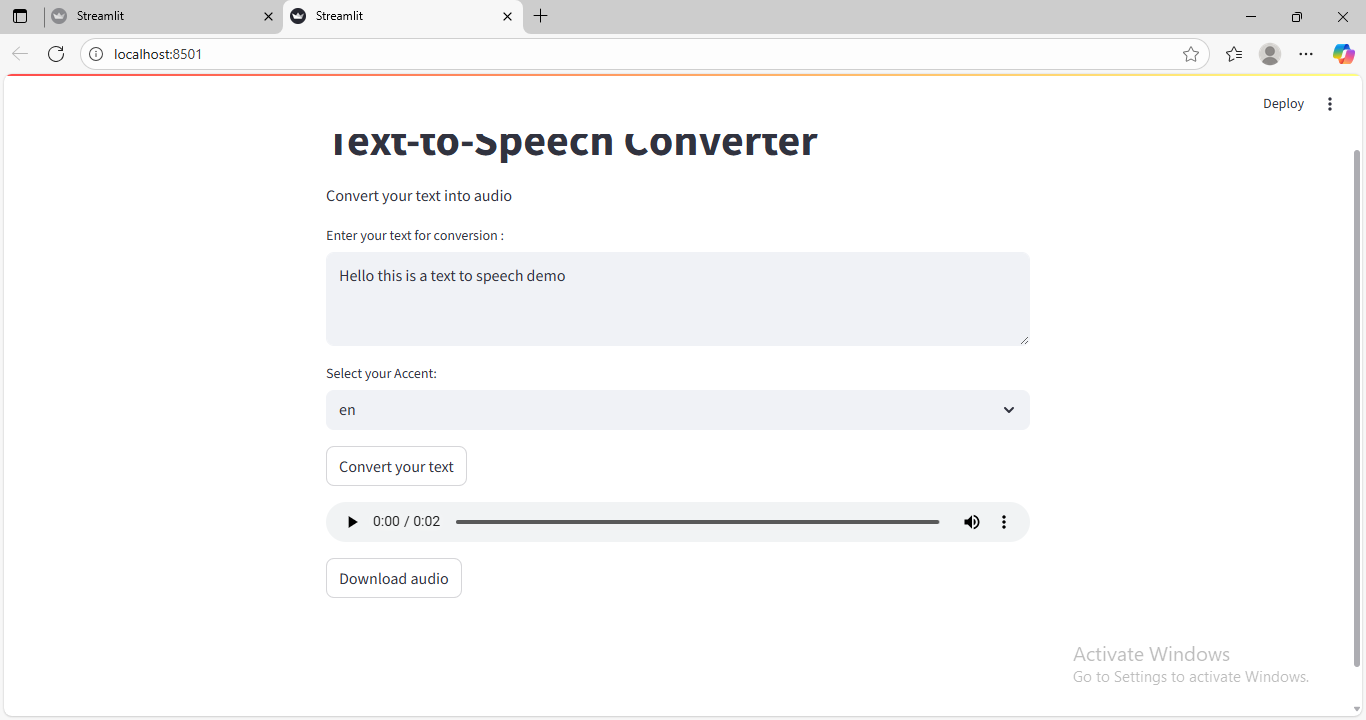 Streamlit
Streamlit
localhost:8501
Deploy
Text-to-Speech Converter
Convert your text into audio
Enter your text for conversion :
Hello this is a text to speech demo
Select your Accent:
en
Convert your text
0:00 / 0:02
Download audio
Activate Windows
Go to Settings to activate Windows.